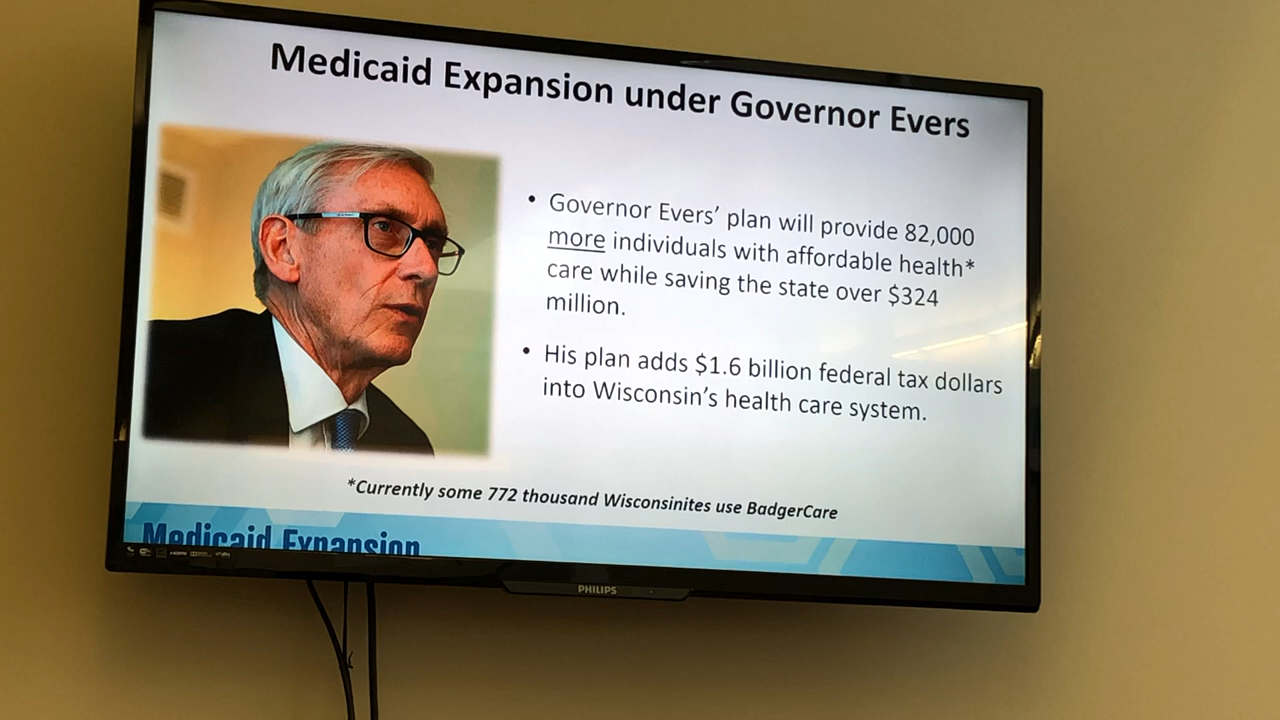 Medicaid Expansion under Governor Evers
• Governor Evers’ plan will provide 82,000
more individuals with affordable health*
care while saving the state over $324
million.
• His plan adds $1.6 billion federal tax dollars
into Wisconsin’s health care system.
*Currently some 772 thousand Wisconsinites use BadgerCare
Medicaid Expansion
HDMI
PHILIPS